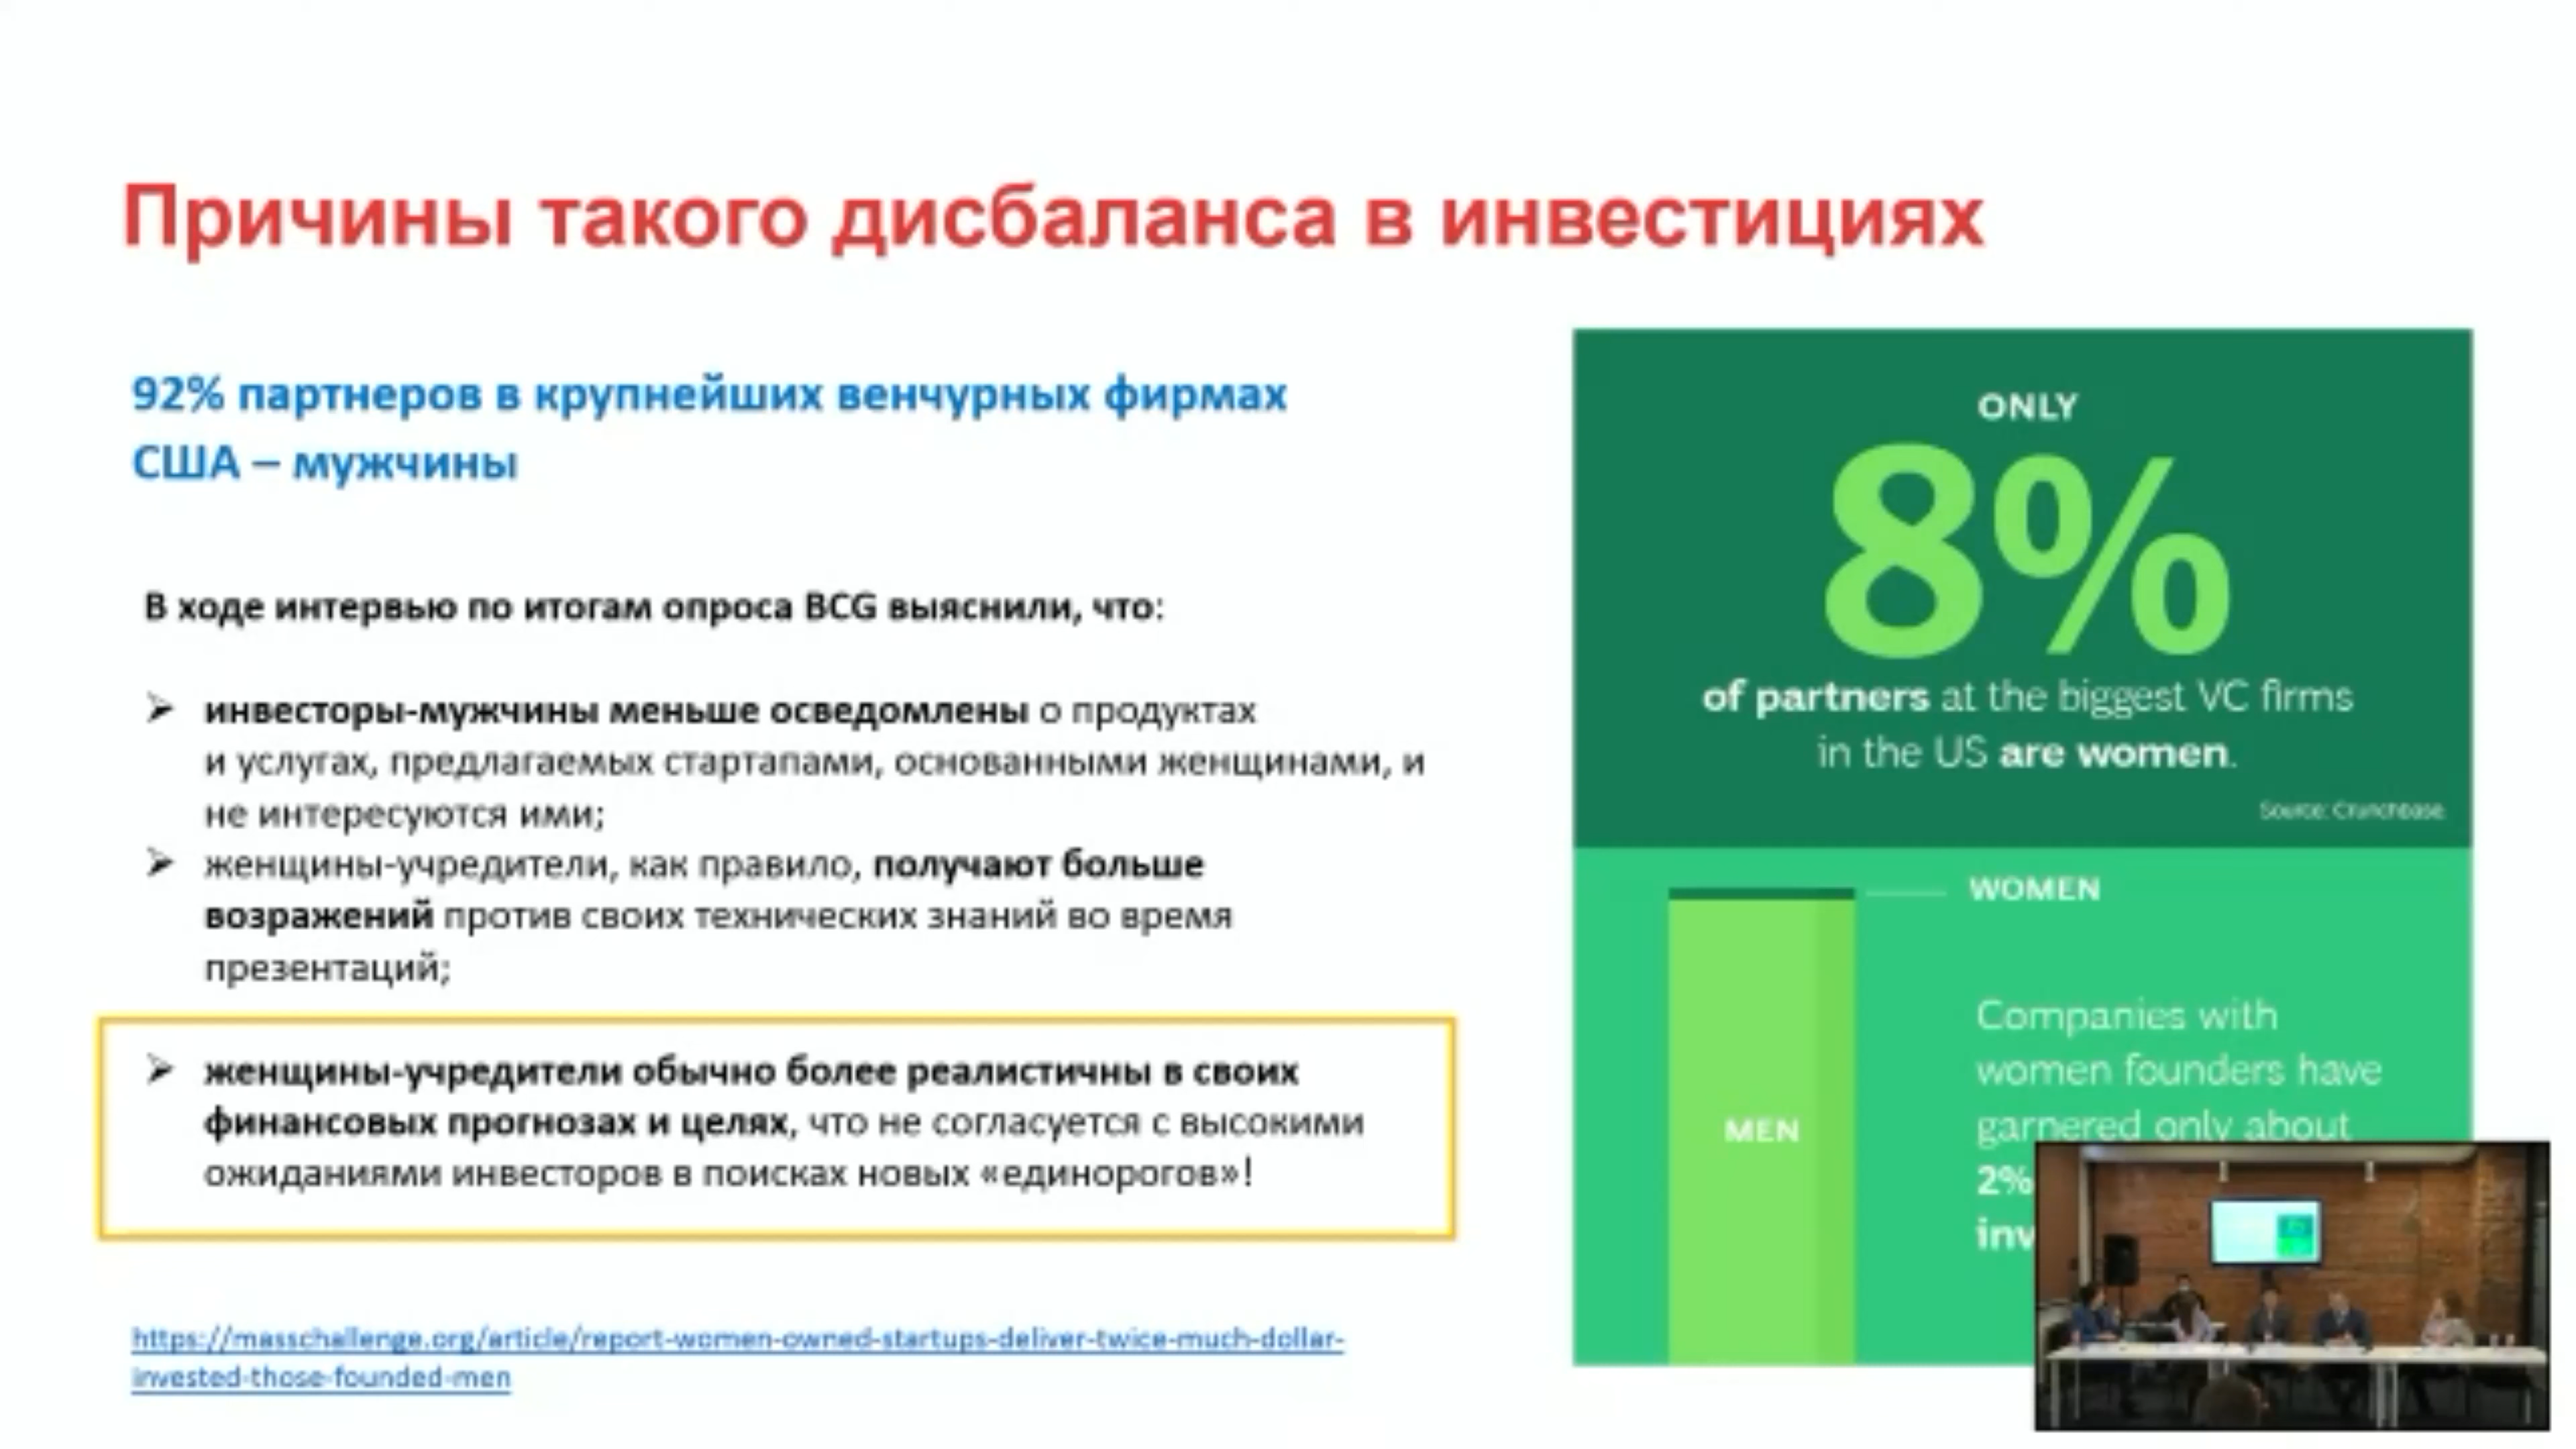 Причины такого дисбаланса в инвестициях
92% партнеров в крупнейших венчурных фирмах
США – мужчины
В ходе интервью по итогам опроса BCG выяснили, что:
инвесторы-мужчины меньше осведомлены о продуктах
и услугах, предлагаемых стартапами, основанными женщинами, и
не интересуются ими;
женщины-учредители, как правило, получают больше
возражений против своих технических знаний во время
презентаций;
женщины-учредители обычно более реалистичны в своих
финансовых прогнозах и целях, что не согласуется с высокими
ожиданиями инвесторов в поисках новых «единорогов»!
https://masschallenge.org/article/report-women-owned-startups-deliver-twice-much-dollar-
invested-those-founded-men
ONLY
8%
of partners at the biggest VC firms
in the US are women.
Source: Crunchbase.
WOMEN
MEN
Companies with
women founders have
garnered only about
2%
inv